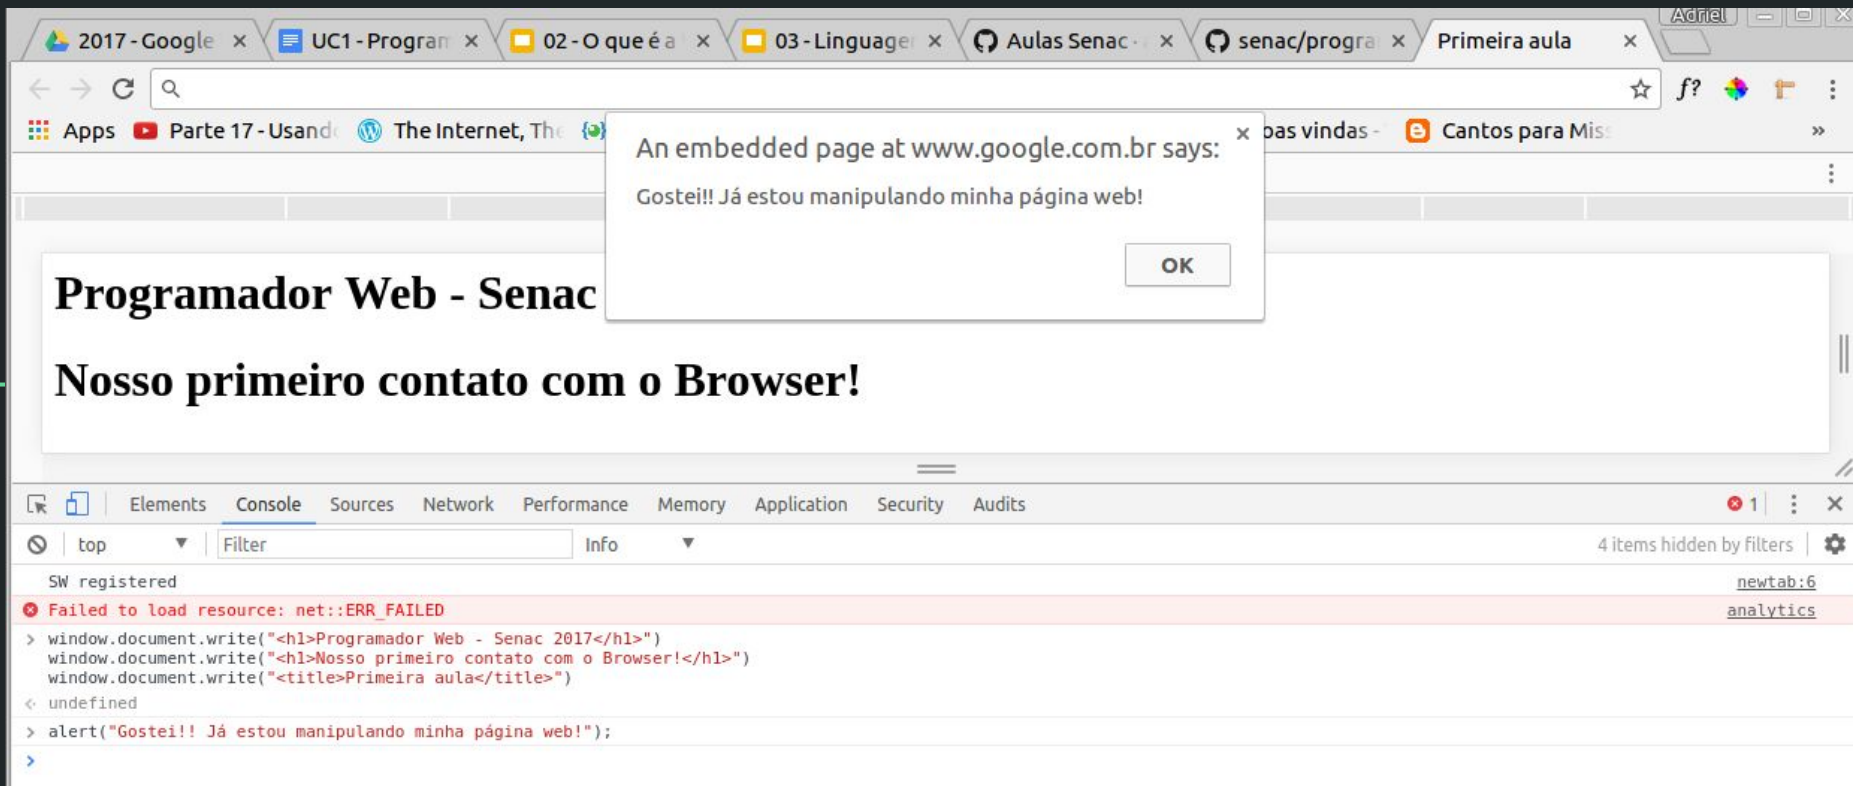 Adriel
2017 - Google
UC1 - Program
02 - O que é a
03 - Linguager
Aulas Senac -
senac/progra
Primeira aula
f?
Apps
Parte 17 - Usand
The Internet, Th
oas vindas -
Cantos para Mis
»
An embedded page at www.google.com.br says:
Gostei!! Já estou manipulando minha página web!
OK
Programador Web - Senac
Nosso primeiro contato com o Browser!
Elements Console Sources Network Performance Memory Application Security Audits
1
top
Filter
Info
4 items hidden by filters
SW registered
newtab:6
Failed to load resource: net::ERR_FAILED
analytics
> window.document.write("<h1>Programador Web - Senac 2017</h1>")
window.document.write("<h1>Nosso primeiro contato com o Browser!</h1>")
window.document.write("<title>Primeira aula</title>")
undefined
> alert("Gostei!! Já estou manipulando minha página web!");
>